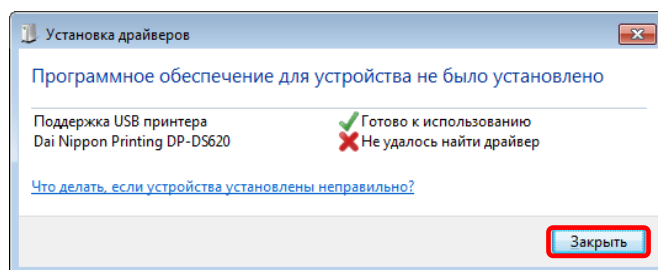 Установка драйверов
Программное обеспечение для устройства не было установлено
Поддержка USB принтера Готово к использованию
Dai Nippon Printing DP-DS620 Не удалось найти драйвер
Что делать, если устройства установлены неправильно?
Закрыть